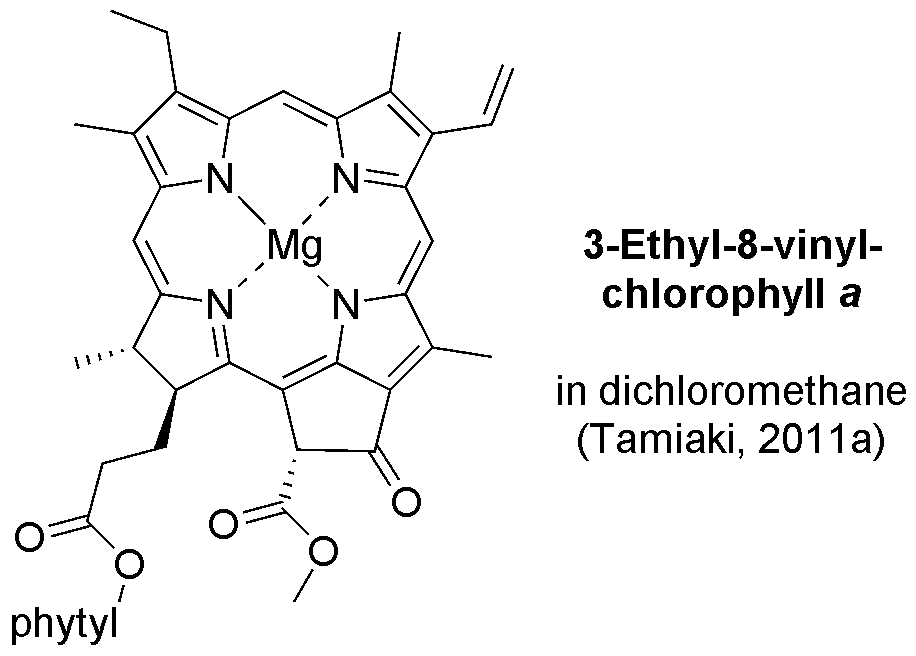 N
N
Mg
N
N
O
O
O
O
O
phytyl
3-Ethyl-8-vinyl-
chlorophyll a
in dichloromethane
(Tamiaki, 2011a)